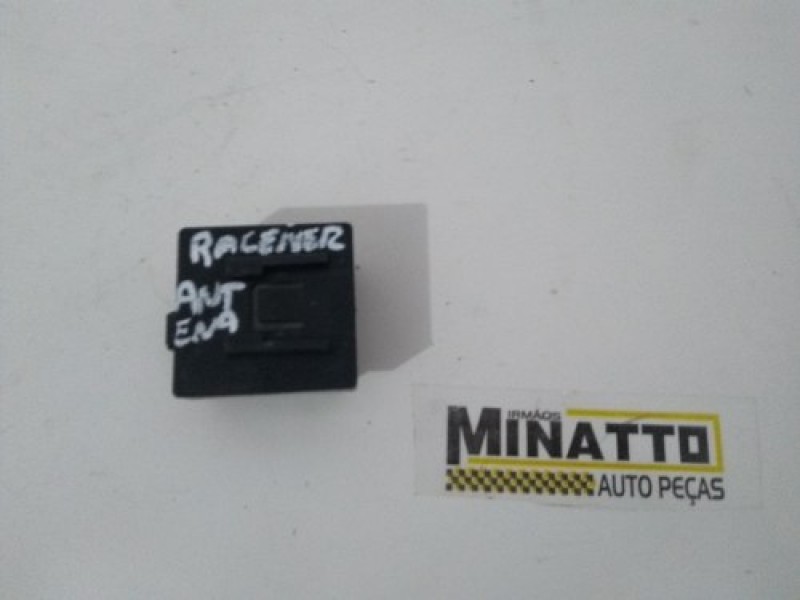 RACENER
ANT
ENA
IRMÃOS
MINATTO
AUTO PEÇAS